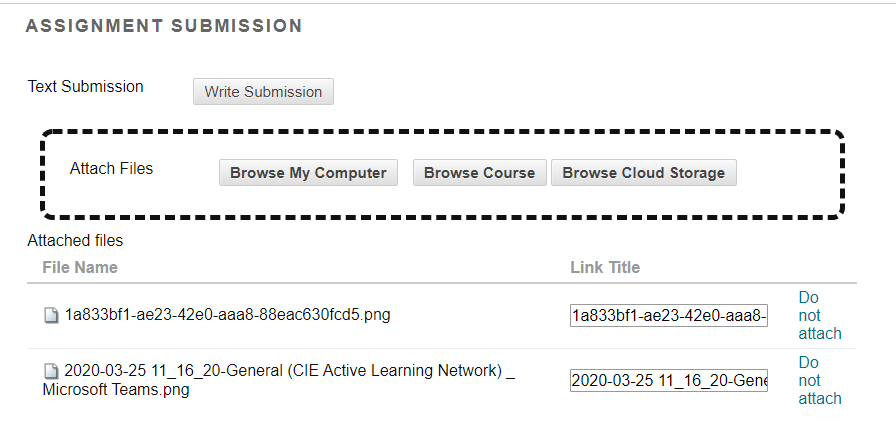 ASSIGNMENT SUBMISSION
Text Submission Write Submission
Attach Files Browse My Computer Browse Course Browse Cloud Storage
Attached files
File Name Link Title
1a833bf1-ae23-42e0-aaa8-88eac630fcd5.png 1a833bf1-ae23-42e0-aaa8- Do
not
attach
2020-03-25 11_16_20-General (CIE Active Learning Network) _ 2020-03-25 11_16_20-Gene Do
Microsoft Teams.png not
attach